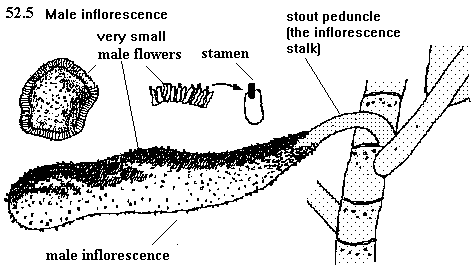 52.5 Male inflorescence
very small
male flowers
stamen
stout peduncle
(the inflorescence
stalk)
male inflorescence